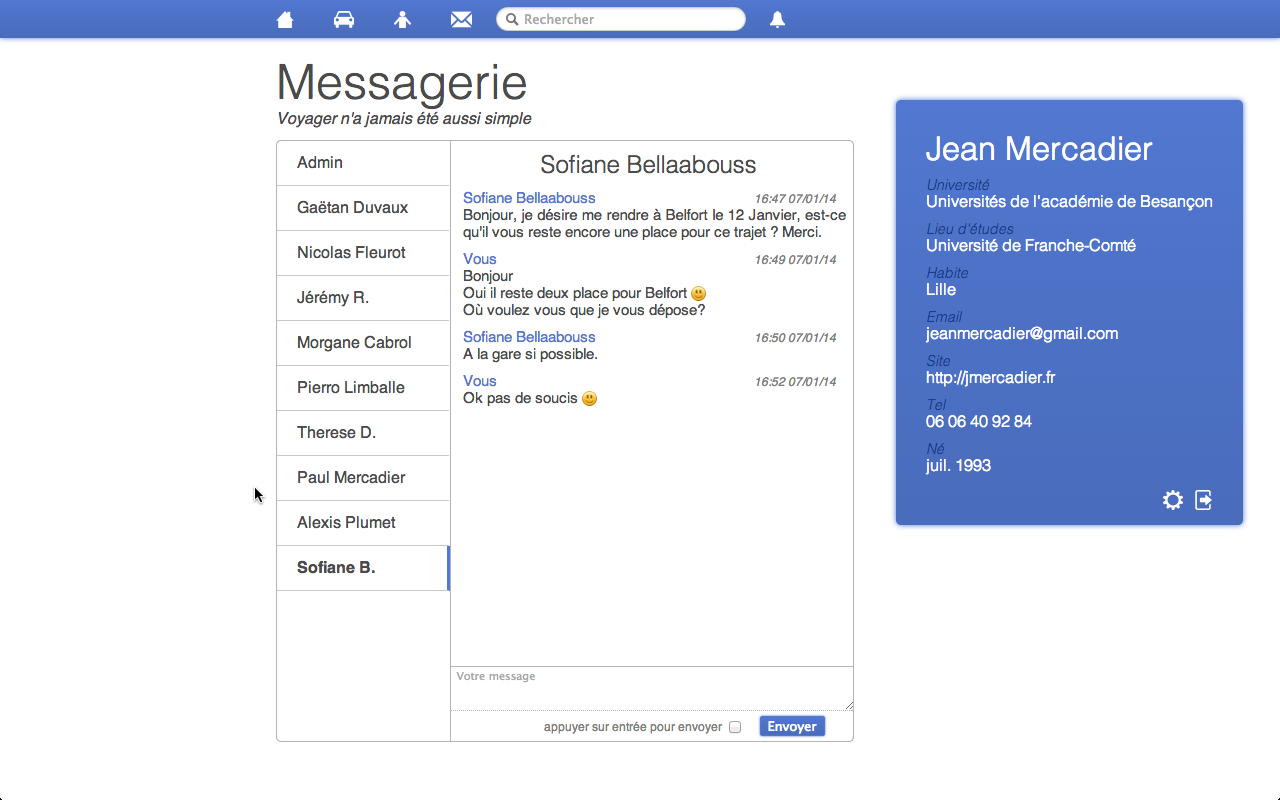 Rechercher
Messagerie
Voyager n'a jamais été aussi simple
Admin
Gaëtan Duvaux
Nicolas Fleurot
Jérémy R.
Morgane Cabrol
Pierro Limballe
Therese D.
Paul Mercadier
Alexis Plumet
Sofiane B.
Sofiane Bellaabouss
Sofiane Bellaabouss 16:47 07/01/14
Bonjour, je désire me rendre à Belfort le 12 Janvier, est-ce
qu'il vous reste encore une place pour ce trajet ? Merci.
Vous 16:49 07/01/14
Bonjour
Oui il reste deux place pour Belfort 🙂
Où voulez vous que je vous dépose?
Sofiane Bellaabouss 16:50 07/01/14
A la gare si possible.
Vous 16:52 07/01/14
Ok pas de soucis 🙂
Votre message
appuyer sur entrée pour envoyer Envoyer
Jean Mercadier
Université
Universités de l'académie de Besançon
Lieu d'études
Université de Franche-Comté
Habite
Lille
Email
jeanmercadier@gmail.com
Site
http://jmercadier.fr
Tel
06 06 40 92 84
Né
juil. 1993